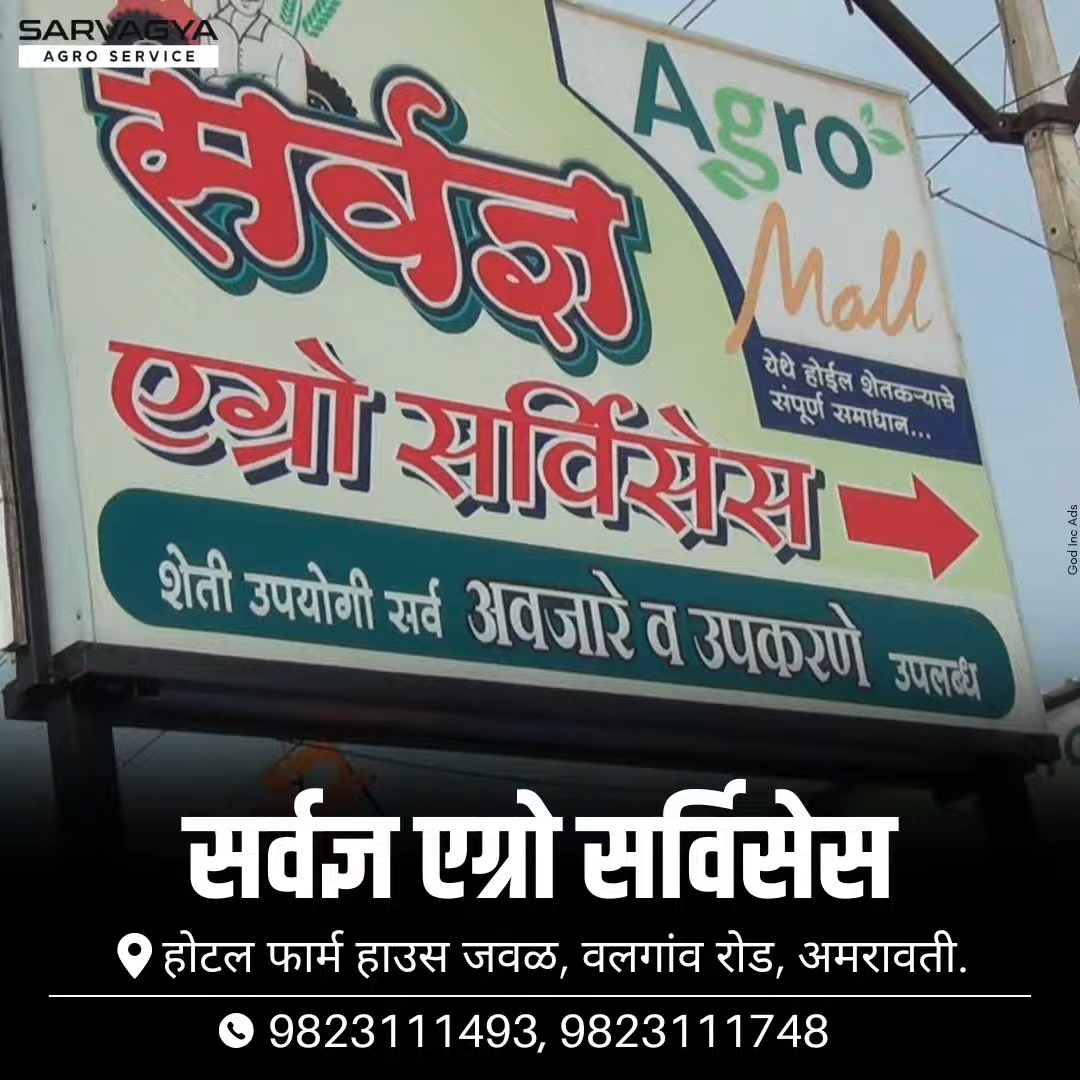 SARVAGYA
AGRO SERVICE
सर्वज्ञ
Agro
Mall
येथे होईल शेतकऱ्याचे
संपूर्ण समाधान...
एग्रो सर्विसेस
शेती उपयोगी सर्व अवजारे व उपकरणे उपलब्ध
God Inc Ads
सर्वज्ञ एग्रो सर्विसेस
होटल फार्म हाउस जवळ, वलगांव रोड, अमरावती.
9823111493, 9823111748